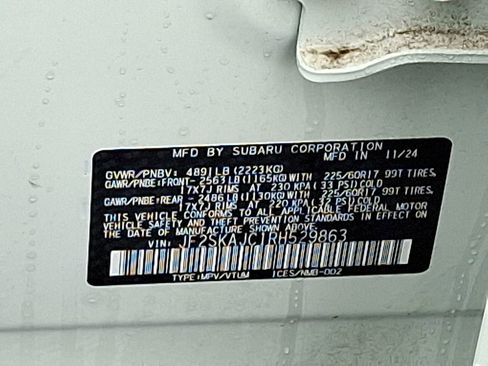 MFD. BY SUBARU CORPORATION MADE IN 11/24
GVWR/PNBV: 4891LB(2223KG)
GAWR/PNBE:FRONT- 2563LB(1165KG)WITH 225/60R17 99T TIRES.
17X7J RIMS AT 230 KPA( 33 PSI)COLD
GAWR/PNBE:REAR - 2486LB(1130KG)WITH 225/60R17 99T TIRES.
17X7J RIMS AT 220 KPA( 32 PSI)COLD
THIS VEHICLE CONFORMS TO ALL APPLICABLE FEDERAL MOTOR
VEHICLE SAFETY AND THEFT PREVENTION STANDARDS IN EFFECT
ON THE DATE OF MANUFACTURE SHOWN ABOVE.
VIN: JF2SKAJC1RH529863
TYPE:MPV/VTUM ICES/NMB-002